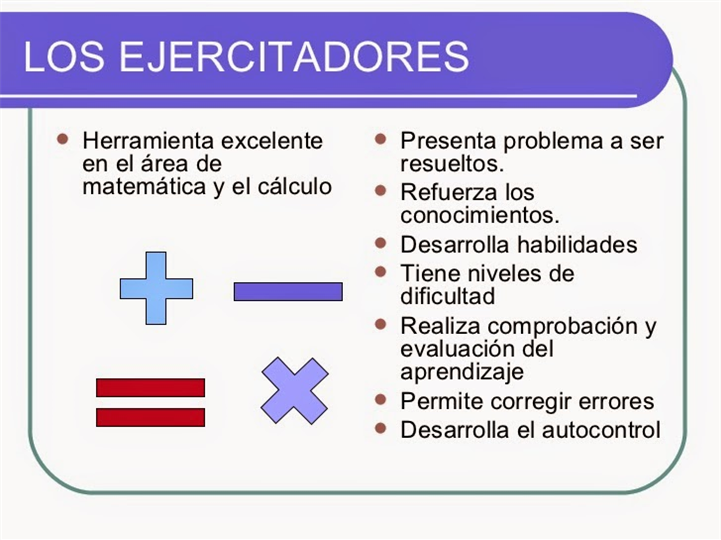 LOS EJERCITADORES
Herramienta excelente
en el área de
matemática y el cálculo
Presenta problema a ser
resueltos.
Refuerza los
conocimientos.
Desarrolla habilidades
Tiene niveles de
dificultad
Realiza comprobación y
evaluación del
aprendizaje
Permite corregir errores
Desarrolla el autocontrol